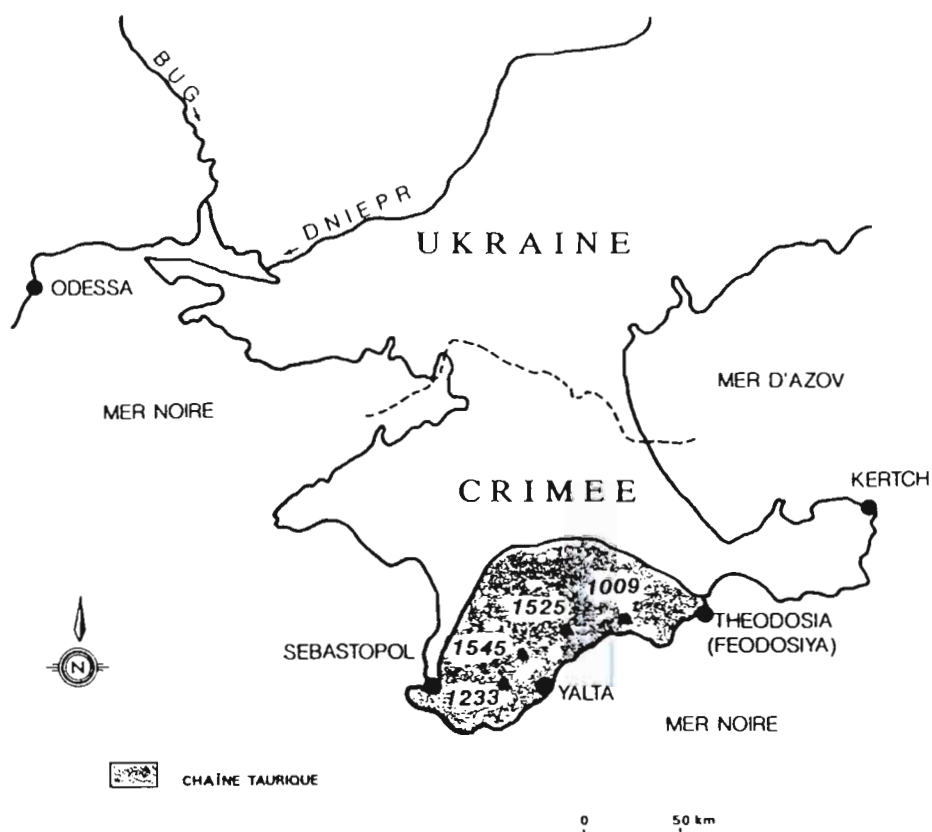 BUG→
←DNIEPR
UKRAINE
ODESSA
MER D'AZOV
MER NOIRE
KERTCH
CRIMEE
1009
1525
THEODOSIA
(FEODOSIYA)
SEBASTOPOL
1545
1233
YALTA
N
MER NOIRE
CHAÎNE TAURIQUE
0 50 km